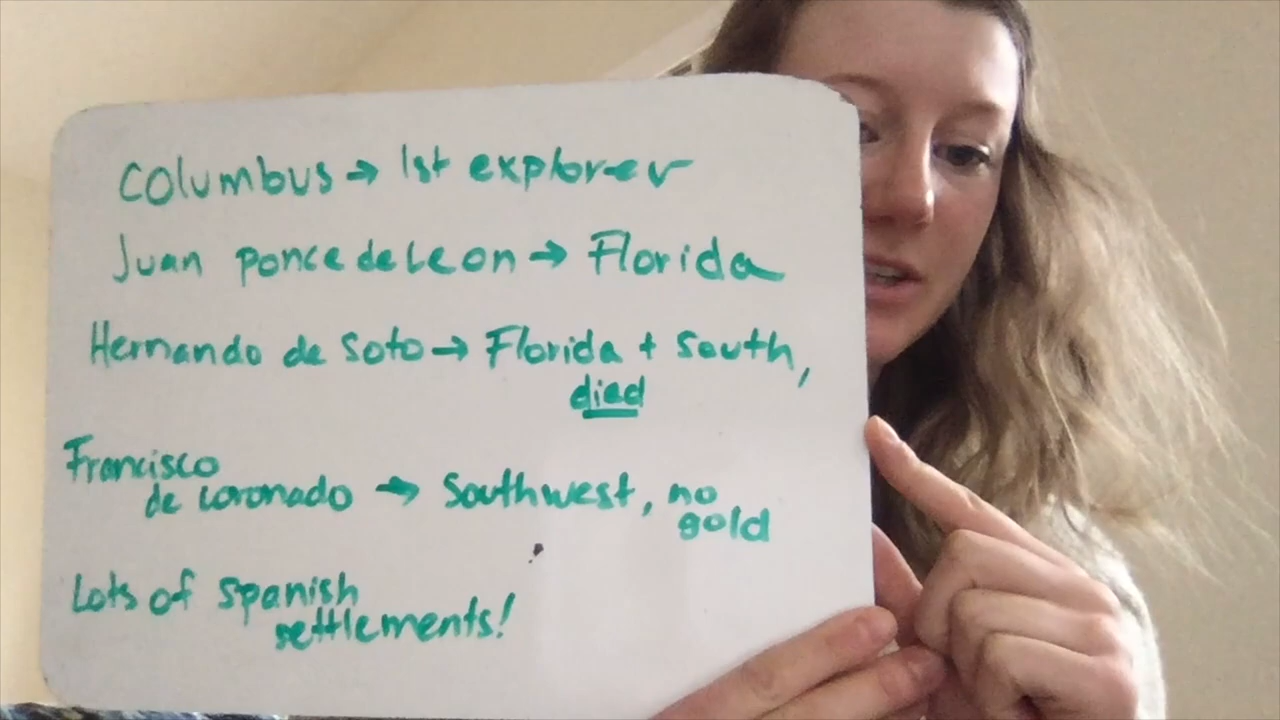 Columbus → 1st explorer
Juan ponce de Leon → Florida
Hernando de Soto → Florida + South,
died
Francisco
de Coronado → Southwest, no
gold
Lots of spanish
settlements!